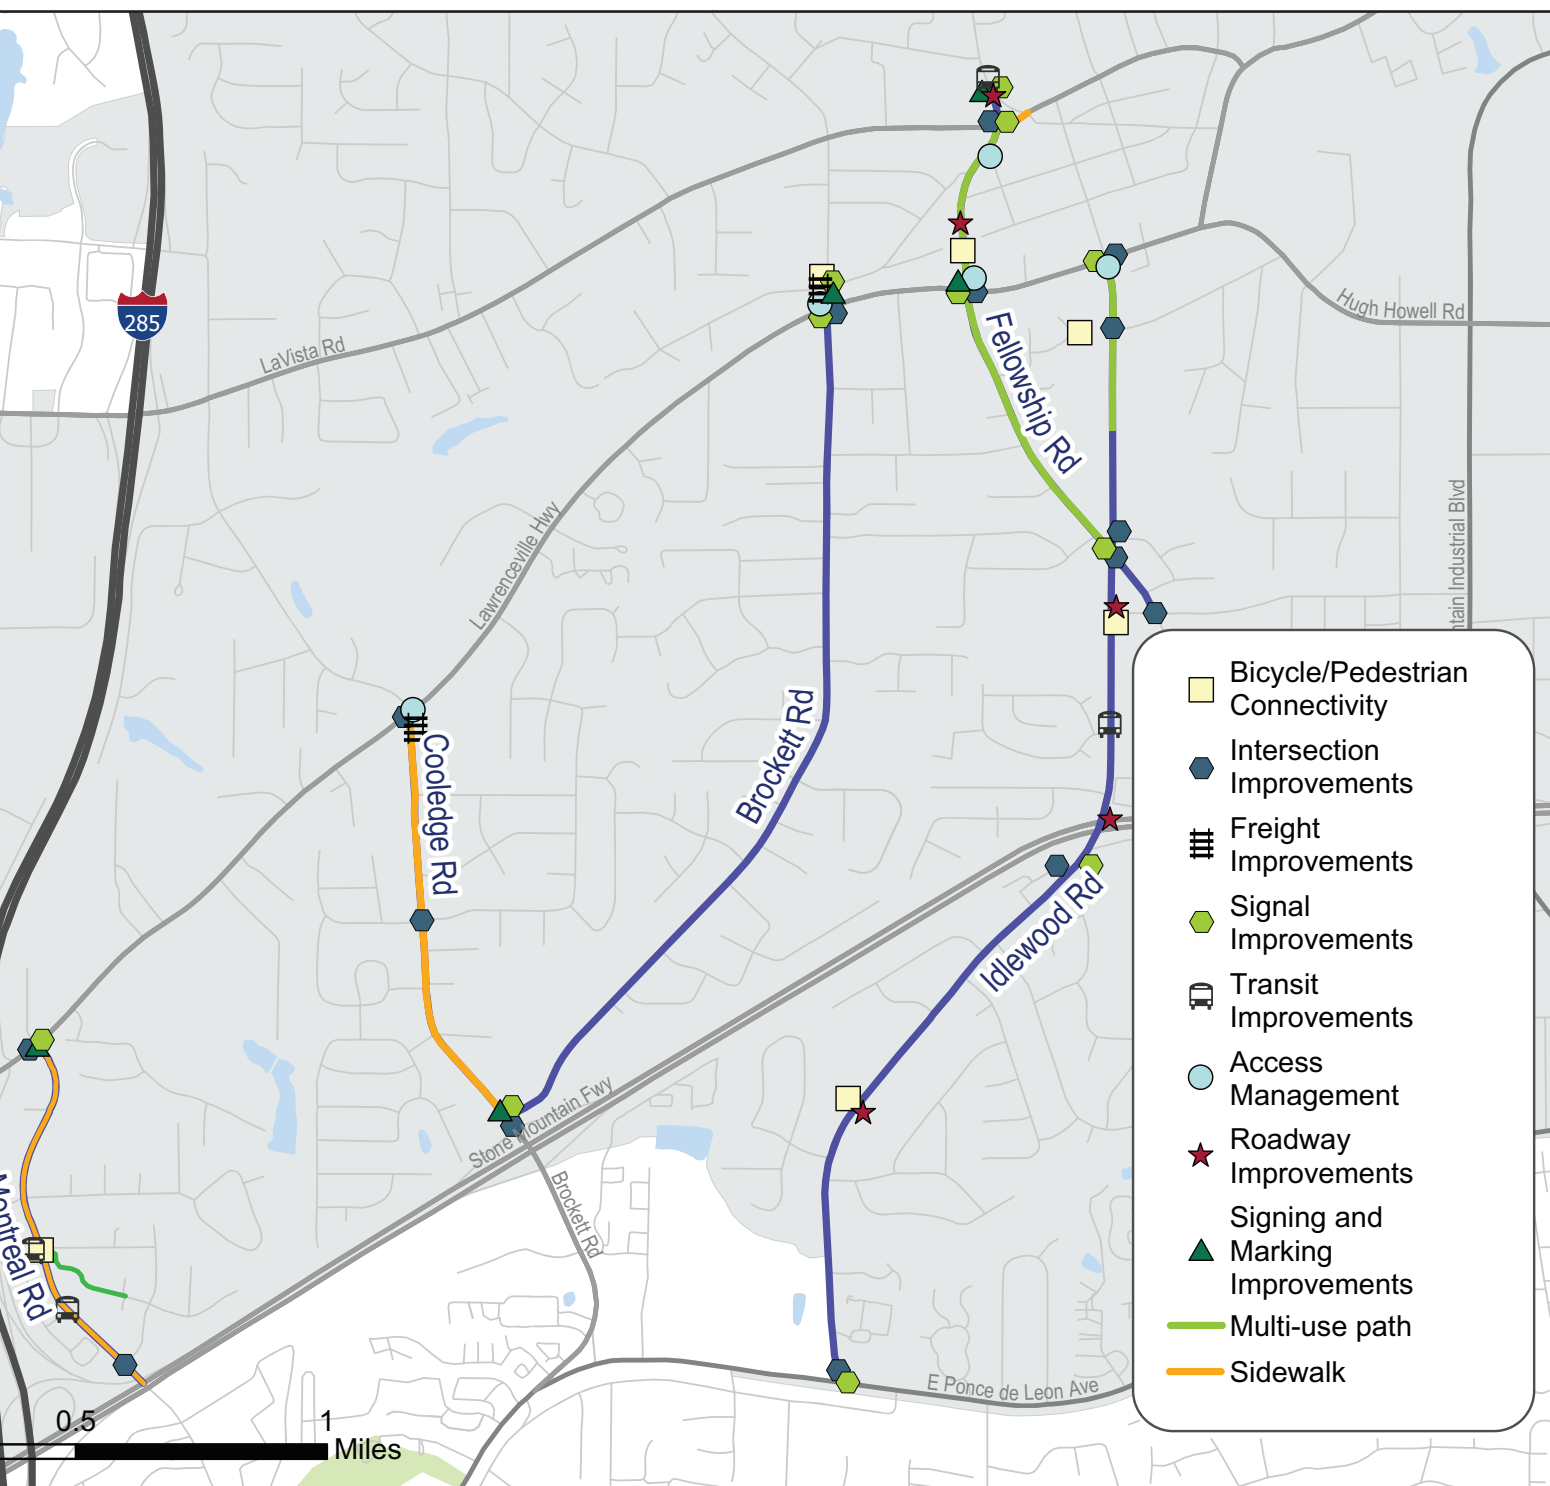 285
LaVista Rd
Hugh Howell Rd
Fellowship Rd
Lawrenceville Hwy
Industrial Blvd
Brockett Rd
Cooledge Rd
Idlewood Rd
Stone Mountain Fwy
Brockett Rd
Montreal Rd
E Ponce de Leon Ave
Bicycle/Pedestrian
Connectivity
Intersection
Improvements
Freight
Improvements
Signal
Improvements
Transit
Improvements
Access
Management
Roadway
Improvements
Signing and
Marking
Improvements
Multi-use path
Sidewalk
0.5
1
Miles